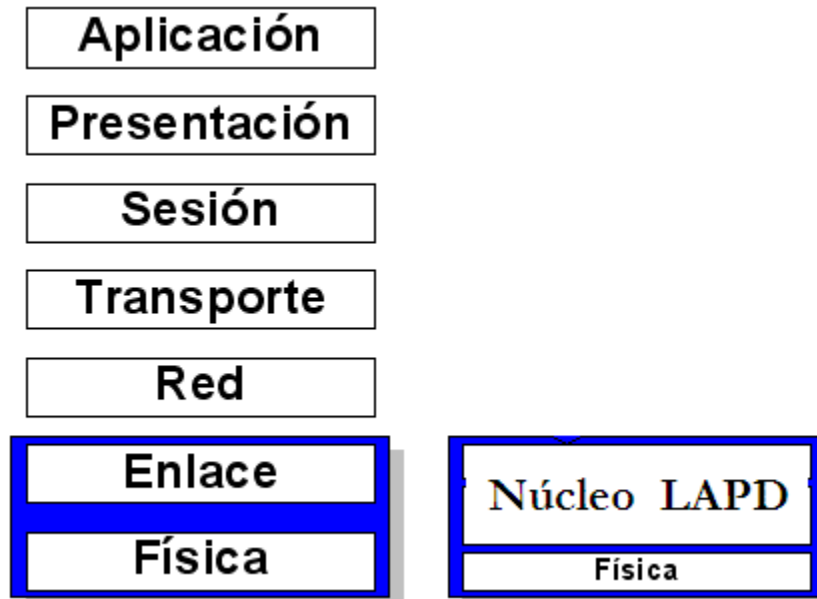 Aplicación
Presentación
Sesión
Transporte
Red
Enlace
Física
Núcleo LAPD
Física